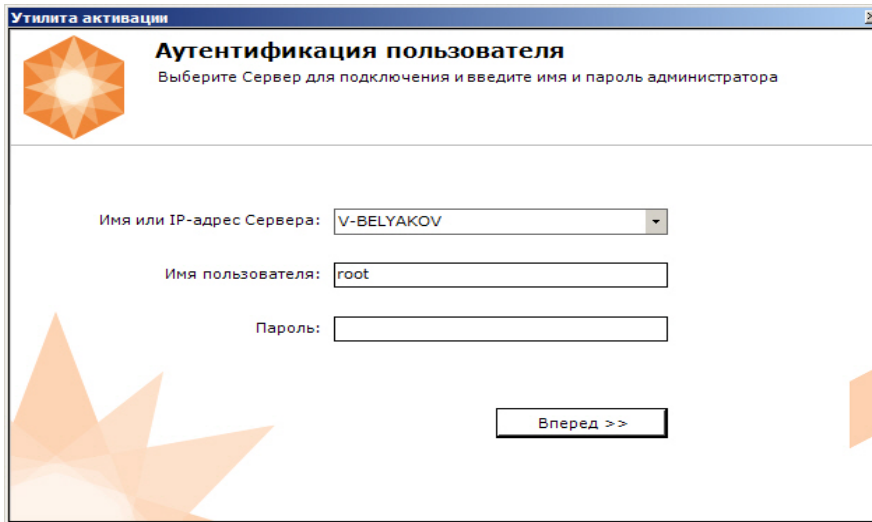 Утилита активации
Аутентификация пользователя
Выберите Сервер для подключения и введите имя и пароль администратора
Имя или IP-адрес Сервера: V-BELYAKOV
Имя пользователя: root
Пароль:
Вперед >>